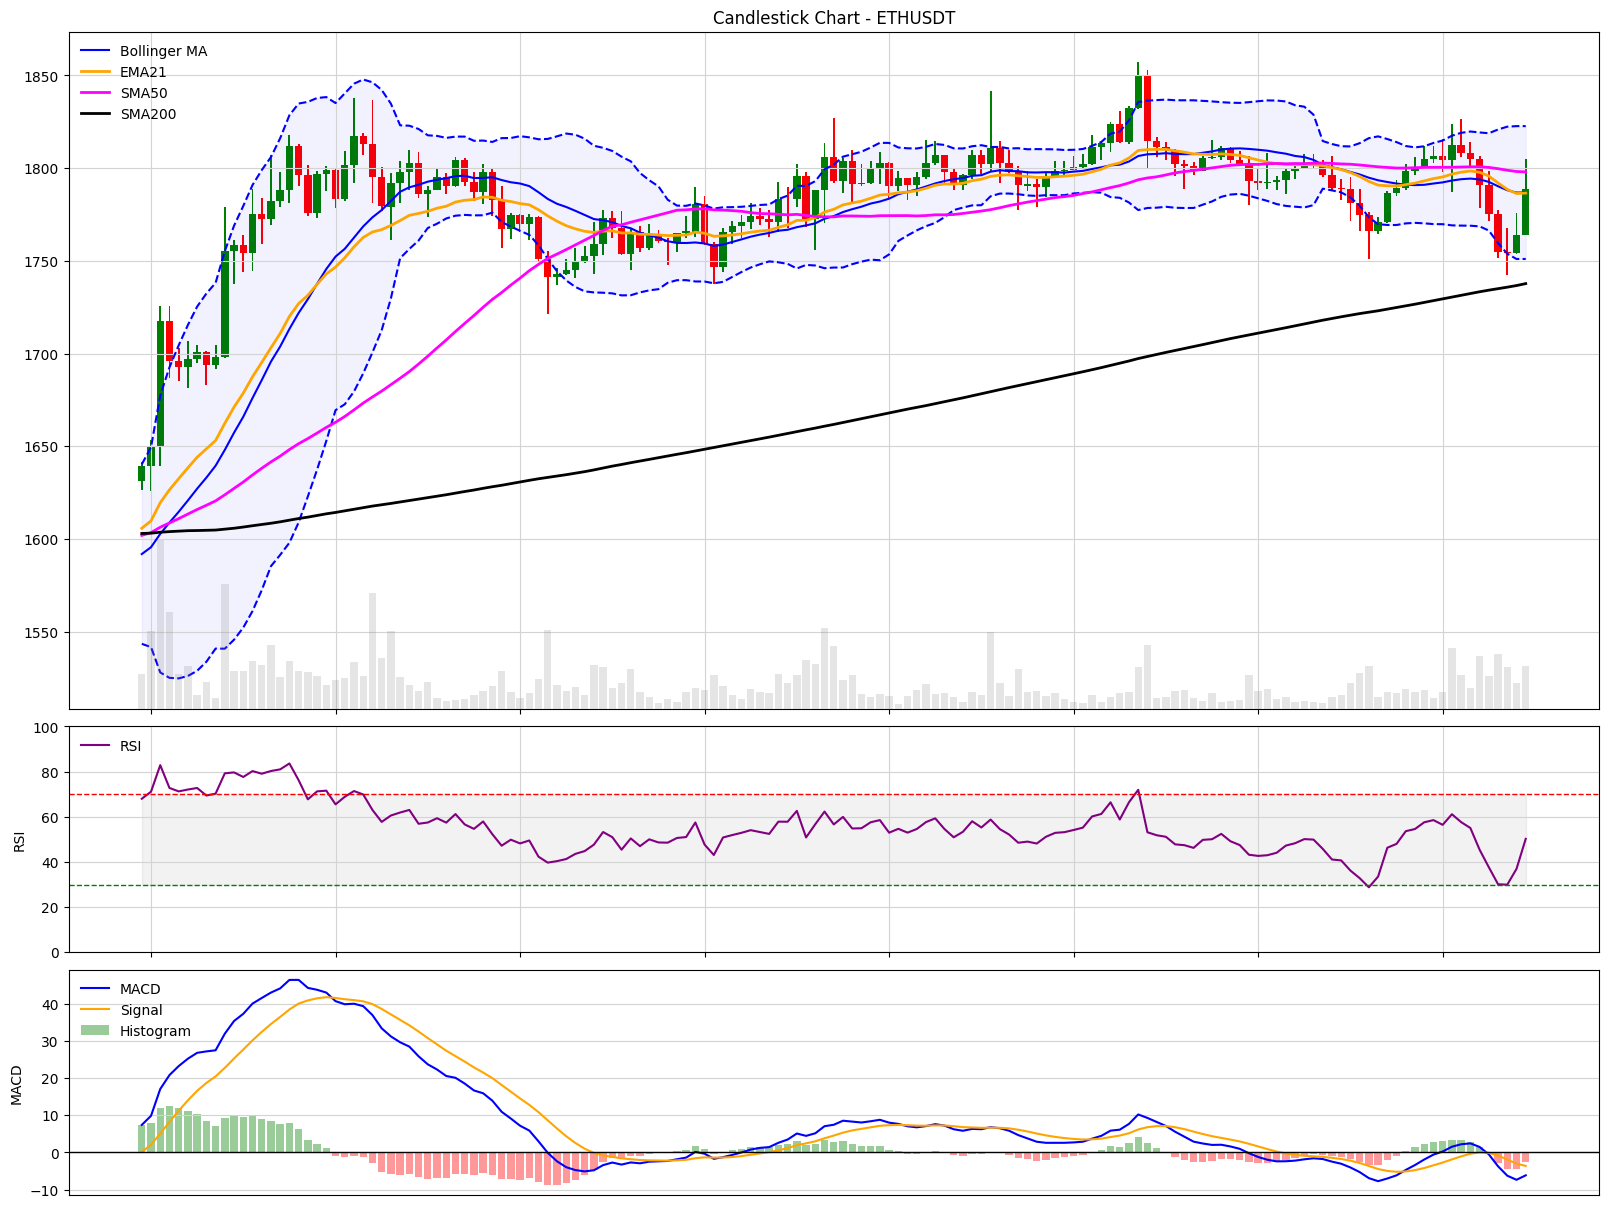 Candlestick Chart - ETHUSDT
Bollinger MA
EMA21
SMA50
SMA200
1850
1800
1750
1700
1650
1600
1550
RSI
100
80
60
40
20
0
RSI
MACD
Signal
Histogram
40
30
20
10
0
−10
MACD